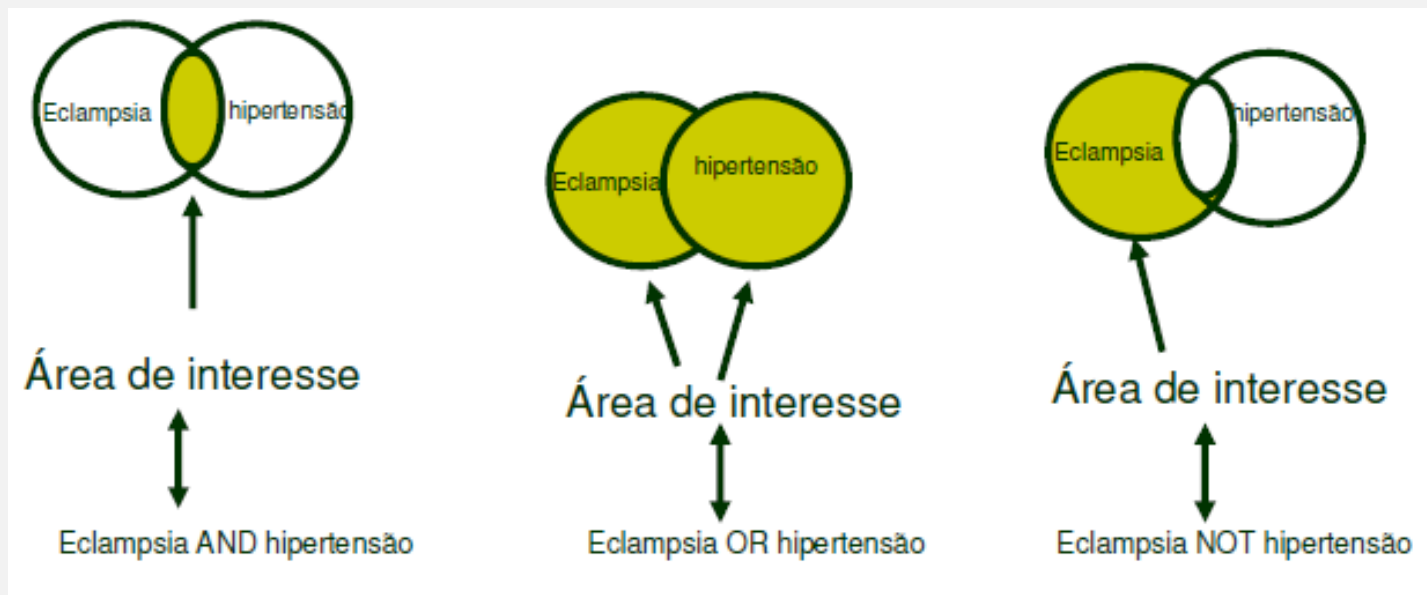 Eclampsia
hipertensão
Área de interesse
Eclampsia AND hipertensão
Eclampsia
hipertensão
Área de interesse
Eclampsia OR hipertensão
Eclampsia
hipertensão
Área de interesse
Eclampsia NOT hipertensão